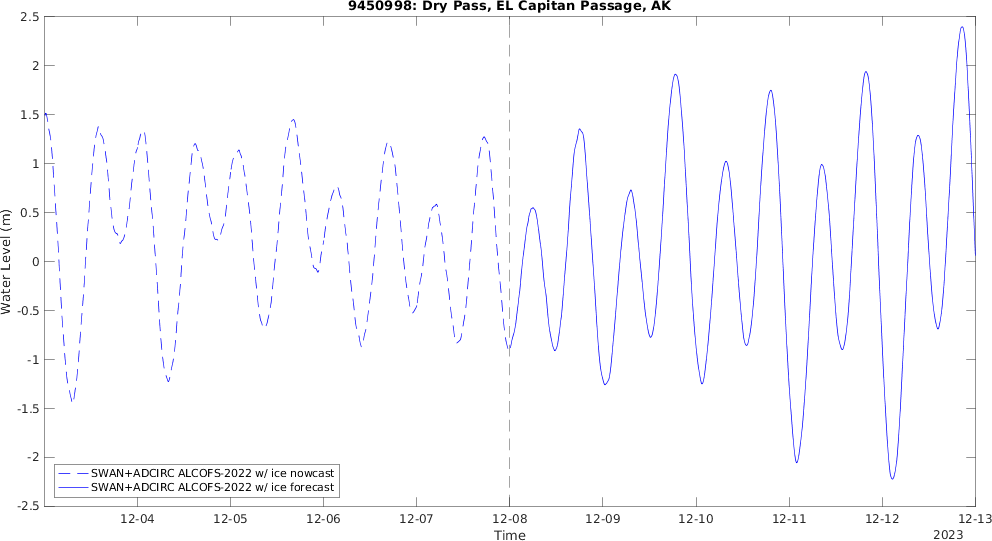 9450998: Dry Pass, EL Capitan Passage, AK
2.5
2
1.5
1
0.5
0
-0.5
-1
-1.5
-2
-2.5
Water Level (m)
SWAN+ADCIRC ALCOFS-2022 w/ ice nowcast
SWAN+ADCIRC ALCOFS-2022 w/ ice forecast
12-04 12-05 12-06 12-07 12-08 12-09 12-10 12-11 12-12 12-13
Time
2023